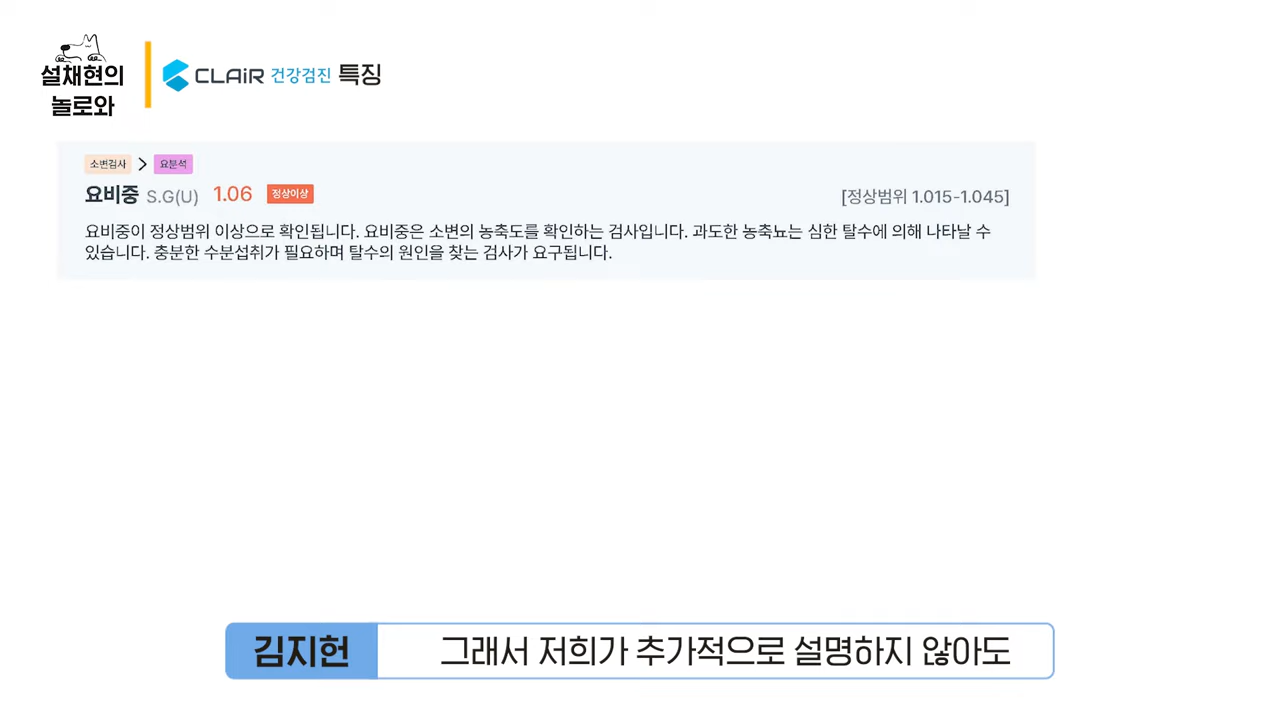 설채현의
놀로와
CLAiR 건강검진 특징
소변검사 > 요분석
요비중 S.G(U) 1.06 정상이상 [정상범위 1.015-1.045]
요비중이 정상범위 이상으로 확인됩니다. 요비중은 소변의 농축도를 확인하는 검사입니다. 과도한 농축뇨는 심한 탈수에 의해 나타날 수
있습니다. 충분한 수분섭취가 필요하며 탈수의 원인을 찾는 검사가 요구됩니다.
김지헌 그래서 저희가 추가적으로 설명하지 않아도